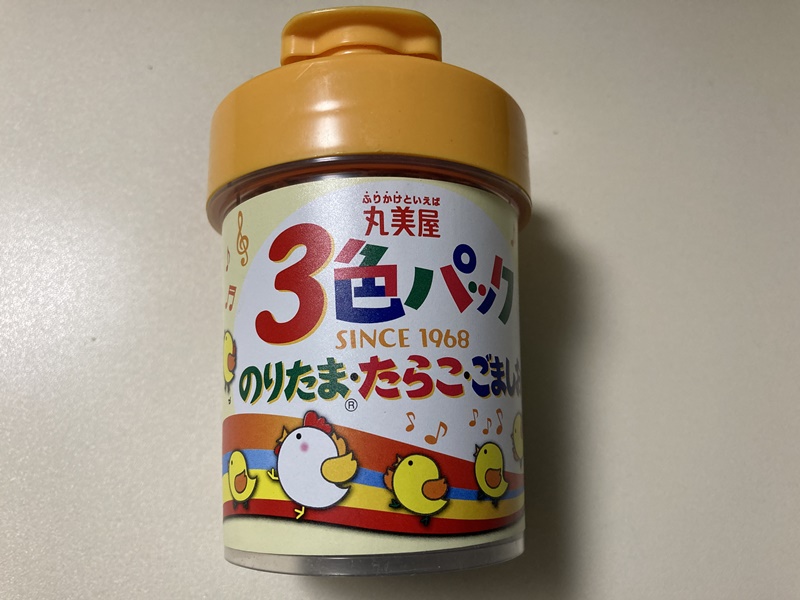 ふりかけといえば
丸美屋
3色パック
SINCE 1968
のりたま®・たらこ・ごましお